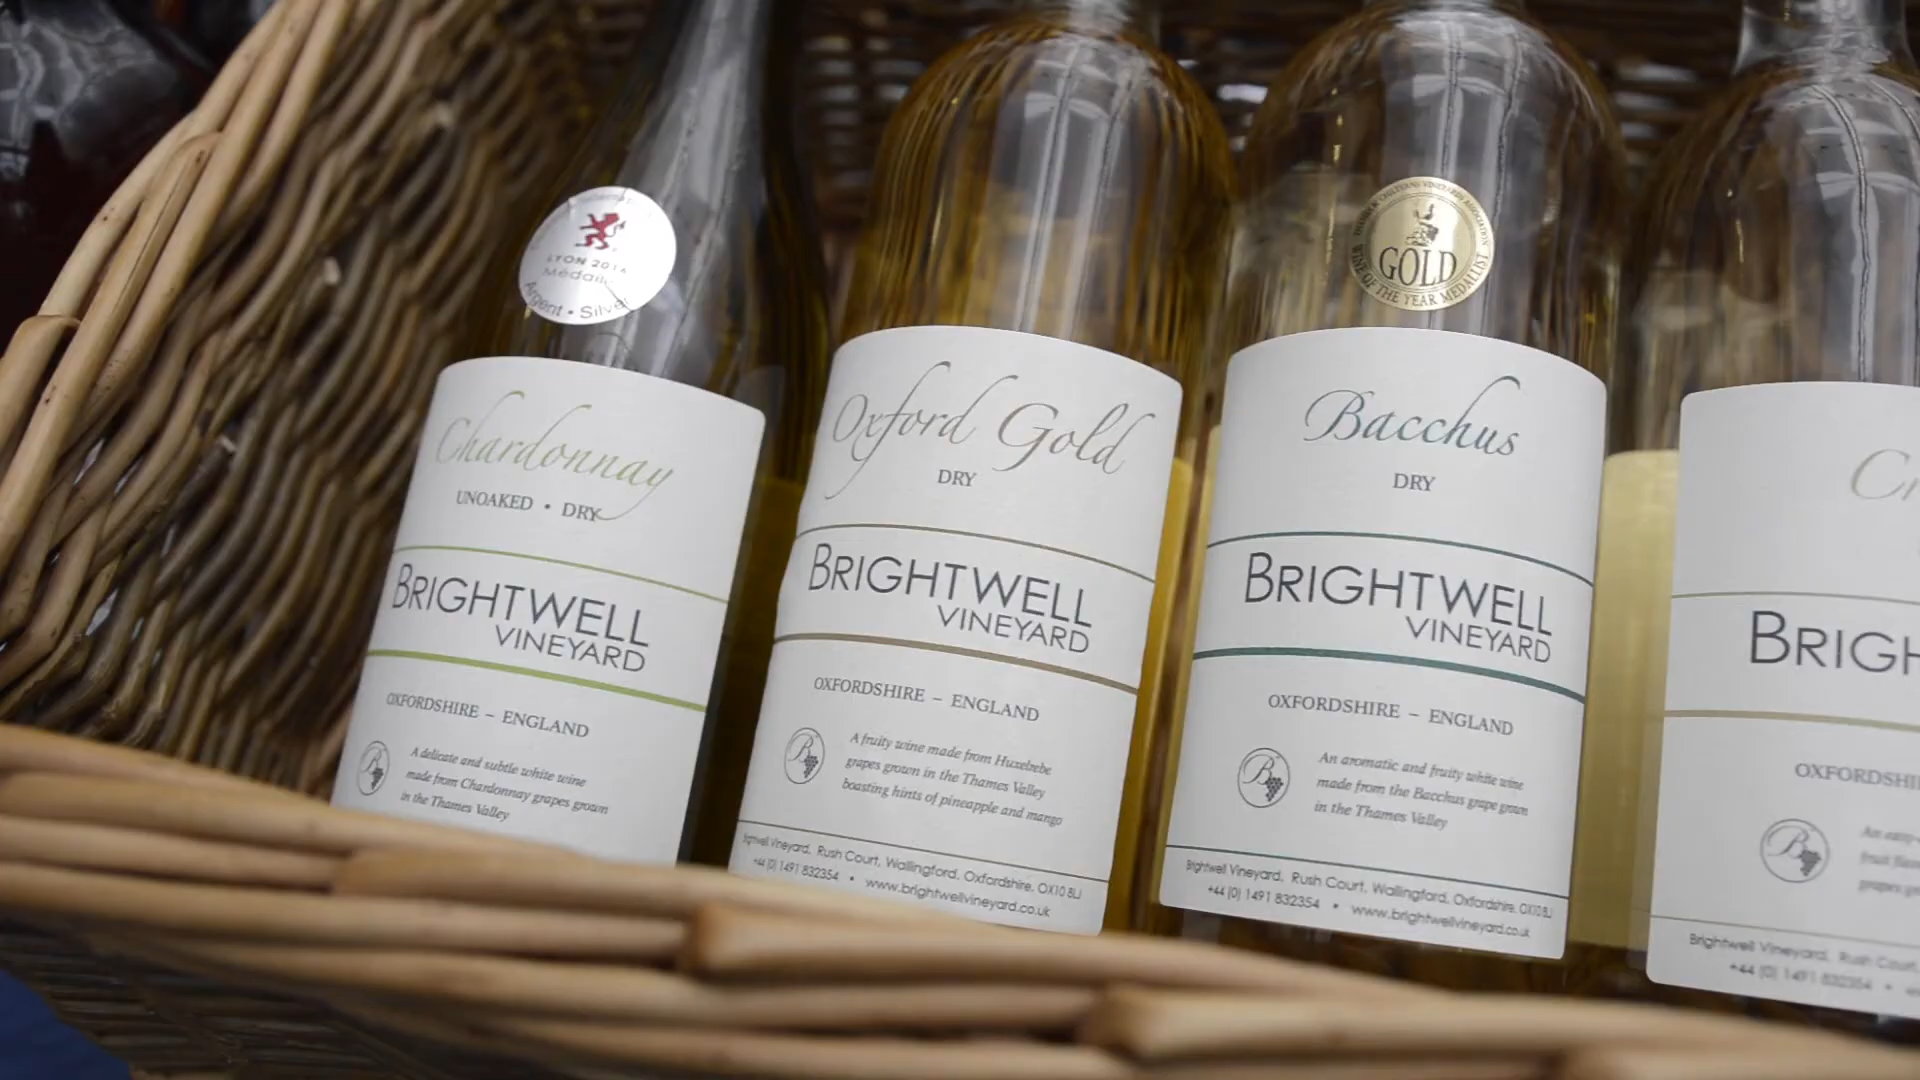 LYON 2016
Médaille
Argent • Silver
Chardonnay
UNOAKED • DRY
BRIGHTWELL
VINEYARD
OXFORDSHIRE – ENGLAND
A delicate and subtle white wine
made from Chardonnay grapes grown
in the Thames Valley
Oxford Gold
DRY
BRIGHTWELL
VINEYARD
OXFORDSHIRE – ENGLAND
A fruity wine made from Huxelrebe
grapes grown in the Thames Valley
boasting hints of pineapple and mango
Brightwell Vineyard, Rush Court, Wallingford, Oxfordshire, OX10 8LJ
+44 (0) 1491 832354 • www.brightwellvineyard.co.uk
GOLD
WINE OF THE YEAR MEDALLIST
Bacchus
DRY
BRIGHTWELL
VINEYARD
OXFORDSHIRE – ENGLAND
An aromatic and fruity white wine
made from the Bacchus grape grown
in the Thames Valley
Brightwell Vineyard, Rush Court, Wallingford, Oxfordshire, OX10 8LJ
+44 (0) 1491 832354 • www.brightwellvineyard.co.uk
Cr
BRIGH
OXFORDSHI
An easy-
fruit
grapes
Brightwell Vineyard, Rush Court,
+44 (0) 1491 832354 •